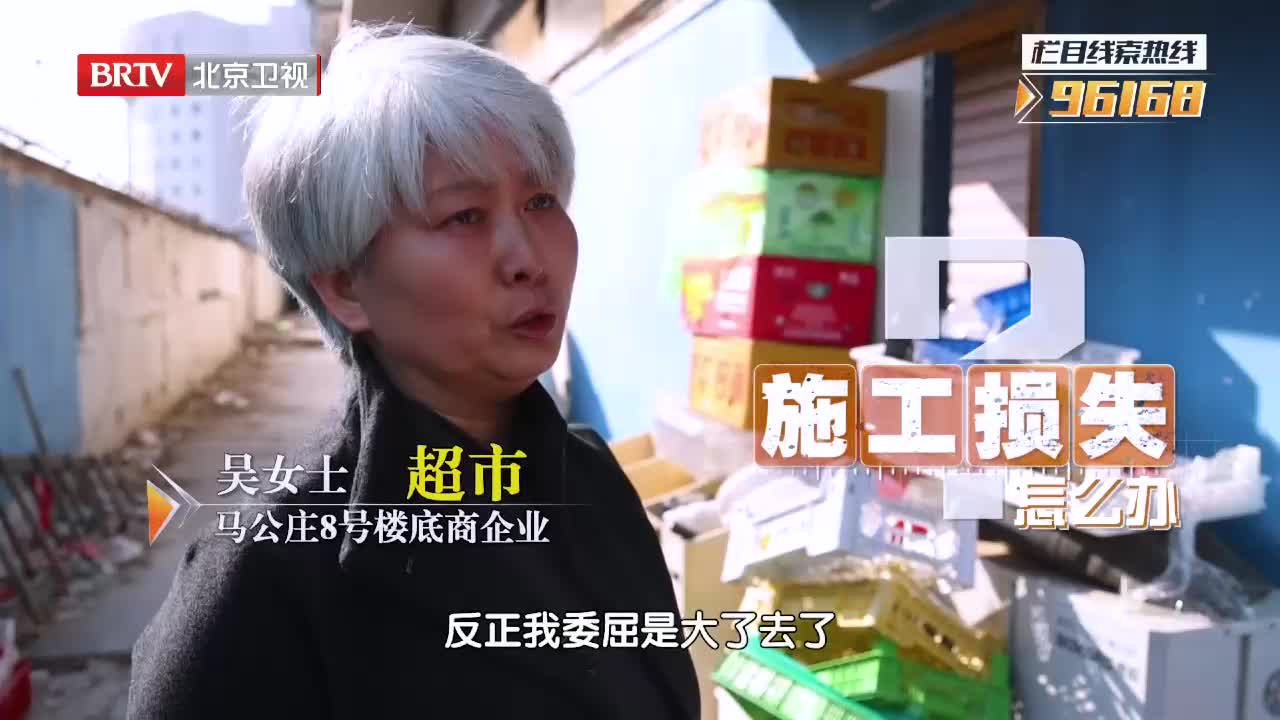 BRTV 北京卫视
栏目线索热线
96168
施工损失
怎么办
吴女士 超市
马公庄8号楼底商企业
反正我委屈是大了去了